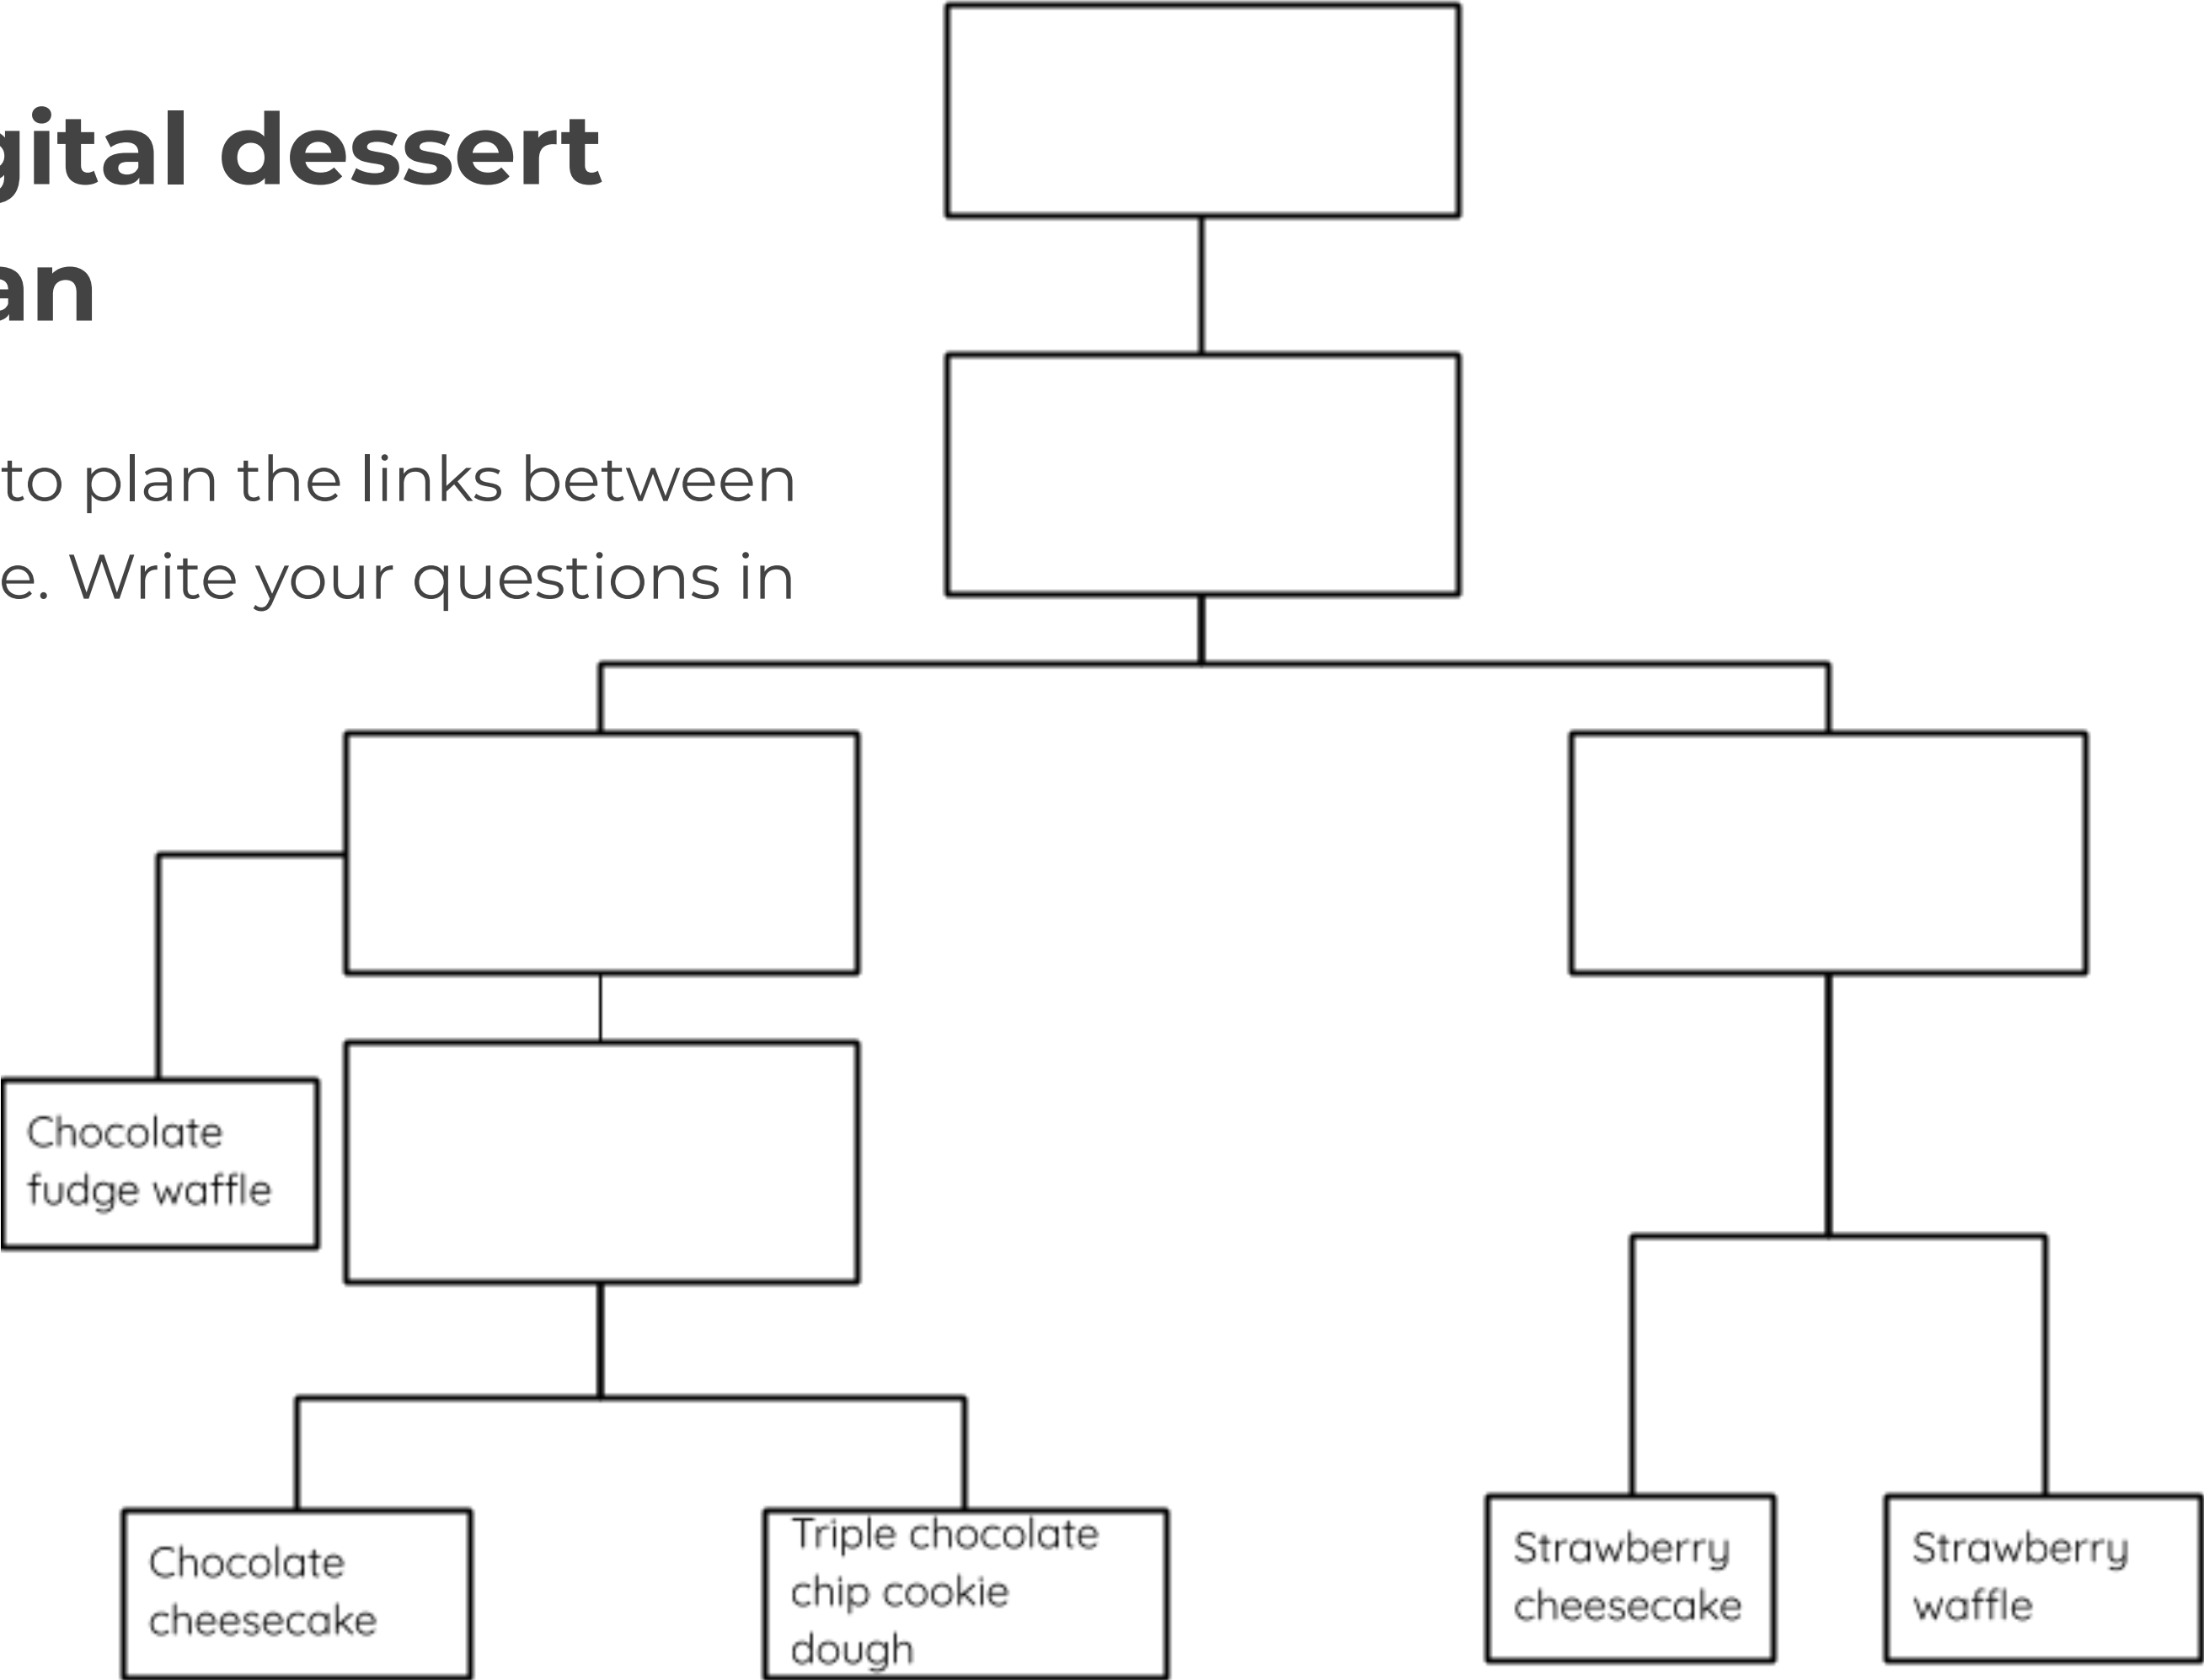 gital dessert
an
to plan the links between
e. Write your questions in
Chocolate
fudge waffle
Chocolate
cheesecake
Triple chocolate
chip cookie
dough
Strawberry
cheesecake
Strawberry
waffle